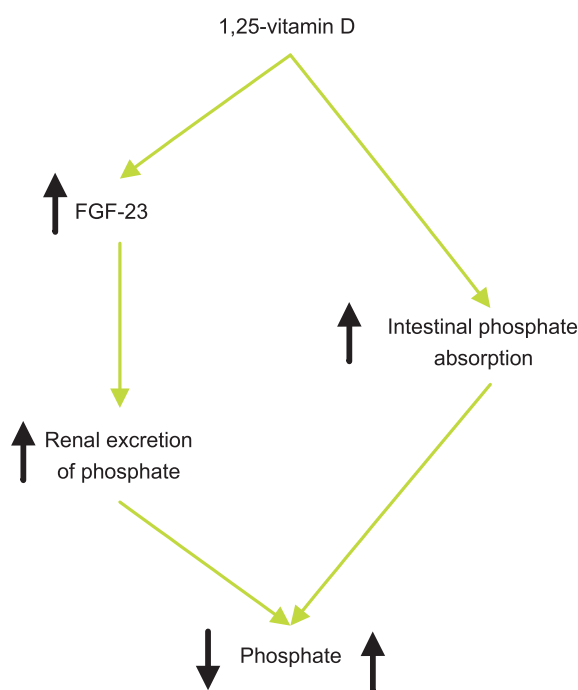 1,25-vitamin D
FGF-23
Intestinal phosphate
absorption
Renal excretion
of phosphate
Phosphate